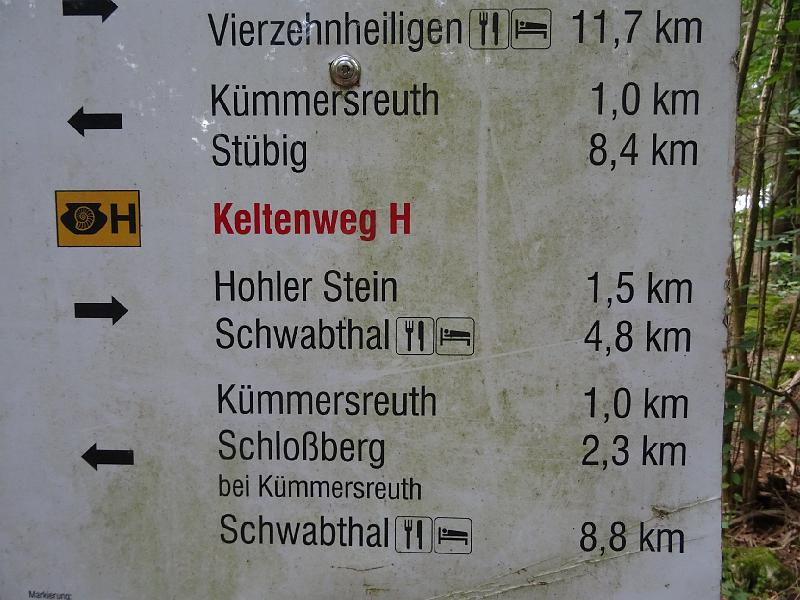 Vierzehnheiligen 11,7 km
Kümmersreuth 1,0 km
Stübig 8,4 km
H Keltenweg H
Hohler Stein 1,5 km
Schwabthal 4,8 km
Kümmersreuth 1,0 km
Schloßberg 2,3 km
bei Kümmersreuth
Schwabthal 8,8 km
Markierung: